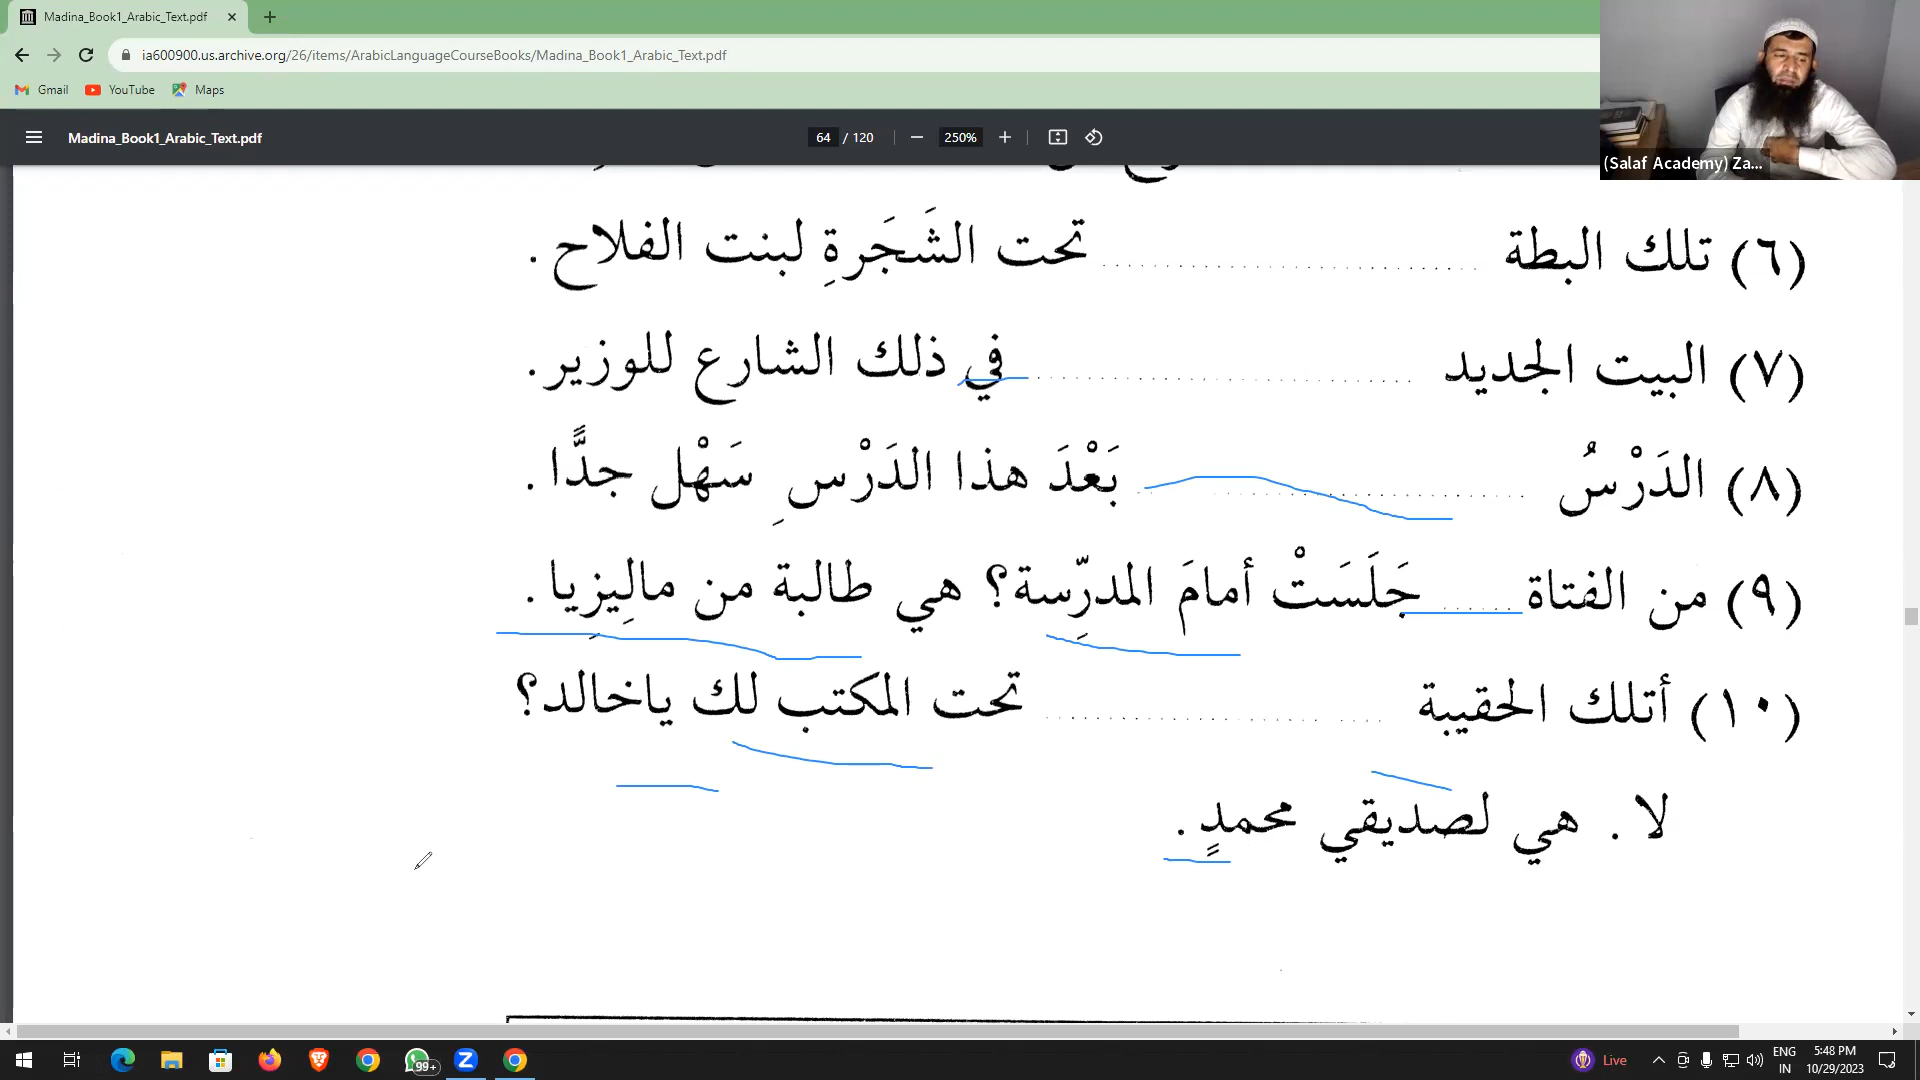 Madina_Book1_Arabic_Text.pdf
ia600900.us.archive.org/26/items/ArabicLanguageCourseBooks/Madina_Book1_Arabic_Text.pdf
Gmail YouTube Maps
Madina_Book1_Arabic_Text.pdf 64 / 120 250%
(Salaf Academy) Za...
(٦) تلك البطة .................... تحت الشَجَرةِ لبنت الفلاح .
(٧) البيت الجديد .................... في ذلك الشارع للوزير .
(٨) الدَرْسُ .................... بَعْدَ هذا الدَرْسِ سَهْل جدًّا .
(٩) من الفتاة ...... جَلَسَتْ أمامَ المدرِّسة؟ هي طالبة من مالِيزِيا .
(١٠) أتلك الحقيبة .................... تحت المكتب لك ياخالد؟
لا . هي لصديقي محمدٍ .
99+
Live
ENG
IN
5:48 PM
10/29/2023